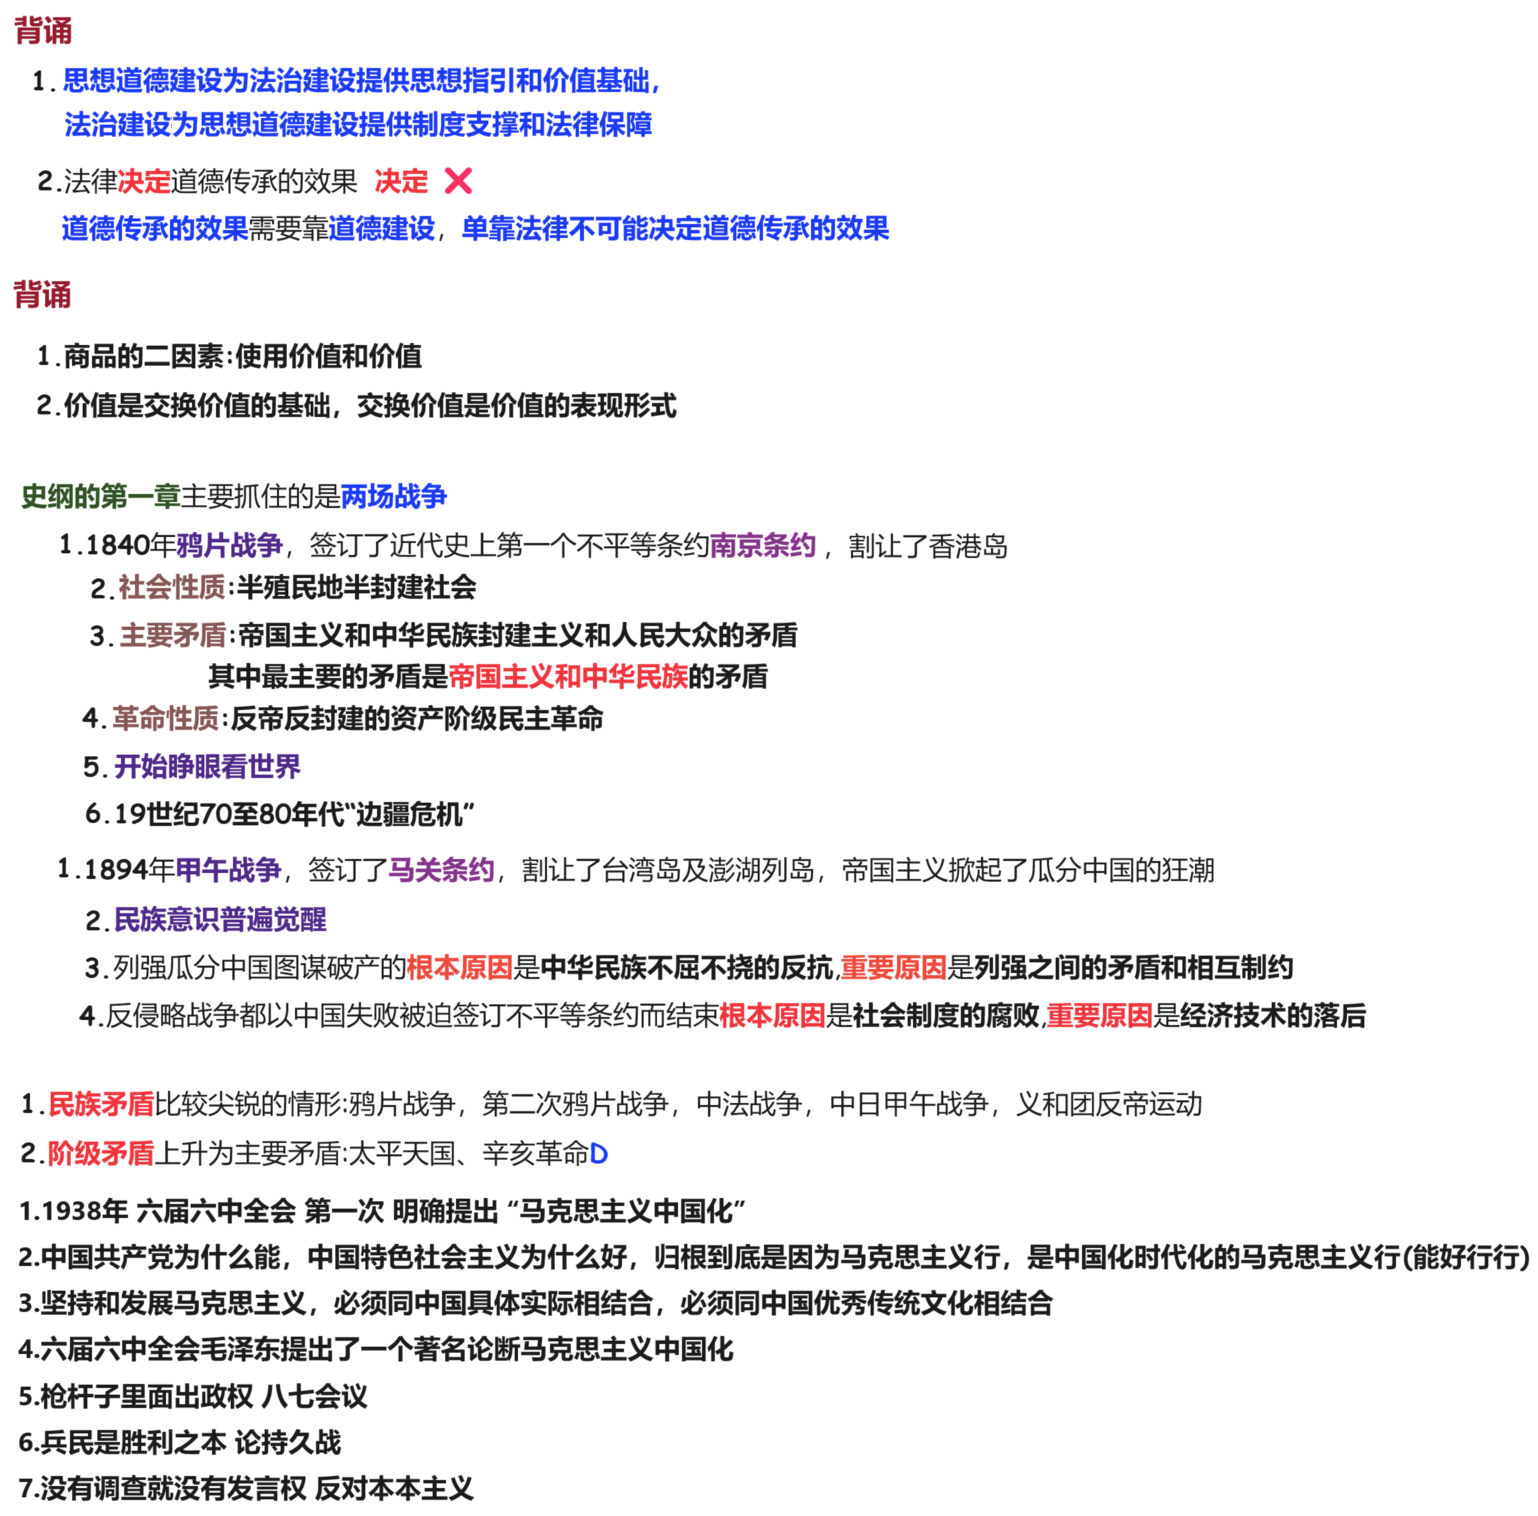 背诵
1.思想道德建设为法治建设提供思想指引和价值基础，
法治建设为思想道德建设提供制度支撑和法律保障
2.法律决定道德传承的效果 决定 ❌
道德传承的效果需要靠道德建设，单靠法律不可能决定道德传承的效果
背诵
1.商品的二因素:使用价值和价值
2.价值是交换价值的基础，交换价值是价值的表现形式
史纲的第一章主要抓住的是两场战争
1.1840年鸦片战争，签订了近代史上第一个不平等条约南京条约，割让了香港岛
2.社会性质:半殖民地半封建社会
3.主要矛盾:帝国主义和中华民族封建主义和人民大众的矛盾
其中最主要的矛盾是帝国主义和中华民族的矛盾
4.革命性质:反帝反封建的资产阶级民主革命
5.开始睁眼看世界
6.19世纪70至80年代“边疆危机”
1.1894年甲午战争，签订了马关条约，割让了台湾岛及澎湖列岛，帝国主义掀起了瓜分中国的狂潮
2.民族意识普遍觉醒
3.列强瓜分中国图谋破产的根本原因是中华民族不屈不挠的反抗,重要原因是列强之间的矛盾和相互制约
4.反侵略战争都以中国失败被迫签订不平等条约而结束根本原因是社会制度的腐败,重要原因是经济技术的落后
1.民族矛盾比较尖锐的情形:鸦片战争，第二次鸦片战争，中法战争，中日甲午战争，义和团反帝运动
2.阶级矛盾上升为主要矛盾:太平天国、辛亥革命D
1.1938年 六届六中全会 第一次 明确提出 “马克思主义中国化”
2.中国共产党为什么能，中国特色社会主义为什么好，归根到底是因为马克思主义行，是中国化时代化的马克思主义行(能好行行)
3.坚持和发展马克思主义，必须同中国具体实际相结合，必须同中国优秀传统文化相结合
4.六届六中全会毛泽东提出了一个著名论断马克思主义中国化
5.枪杆子里面出政权 八七会议
6.兵民是胜利之本 论持久战
7.没有调查就没有发言权 反对本本主义